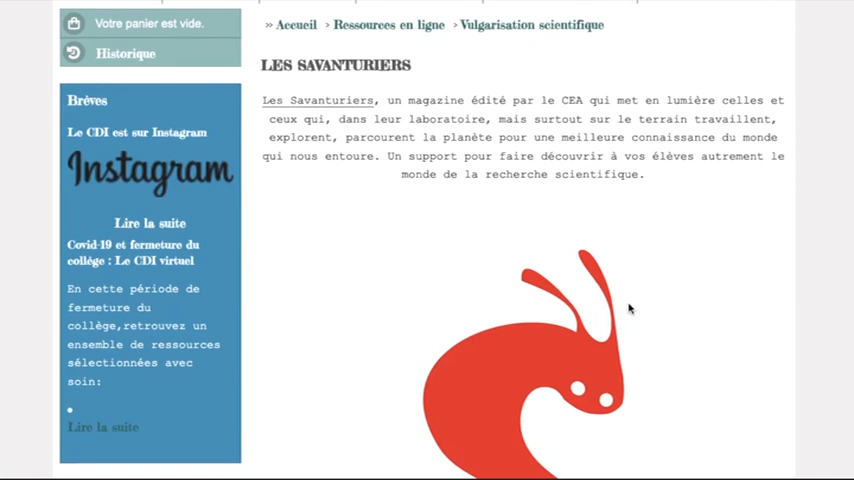 Votre panier est vide.
Historique
Brèves
Le CDI est sur Instagram
Instagram
Lire la suite
Covid-19 et fermeture du
collège : Le CDI virtuel
En cette période de
fermeture du
collège,retrouvez un
ensemble de ressources
sélectionnées avec
soin:
Lire la suite
» Accueil > Ressources en ligne > Vulgarisation scientifique
LES SAVANTURIERS
Les Savanturiers, un magazine édité par le CEA qui met en lumière celles et
ceux qui, dans leur laboratoire, mais surtout sur le terrain travaillent,
explorent, parcourent la planète pour une meilleure connaissance du monde
qui nous entoure. Un support pour faire découvrir à vos élèves autrement le
monde de la recherche scientifique.